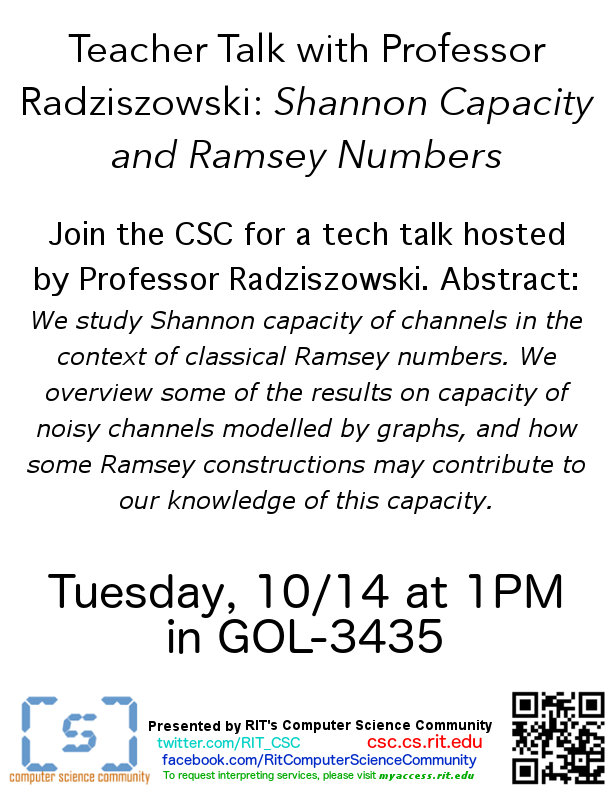 Teacher Talk with Professor
Radziszowski: Shannon Capacity
and Ramsey Numbers
Join the CSC for a tech talk hosted
by Professor Radziszowski. Abstract:
We study Shannon capacity of channels in the
context of classical Ramsey numbers. We
overview some of the results on capacity of
noisy channels modelled by graphs, and how
some Ramsey constructions may contribute to
our knowledge of this capacity.
Tuesday, 10/14 at 1PM
in GOL-3435
[s]
computer science community
Presented by RIT's Computer Science Community
twitter.com/RIT_CSC csc.cs.rit.edu
facebook.com/RitComputerScienceCommunity
To request interpreting services, please visit myaccess.rit.edu